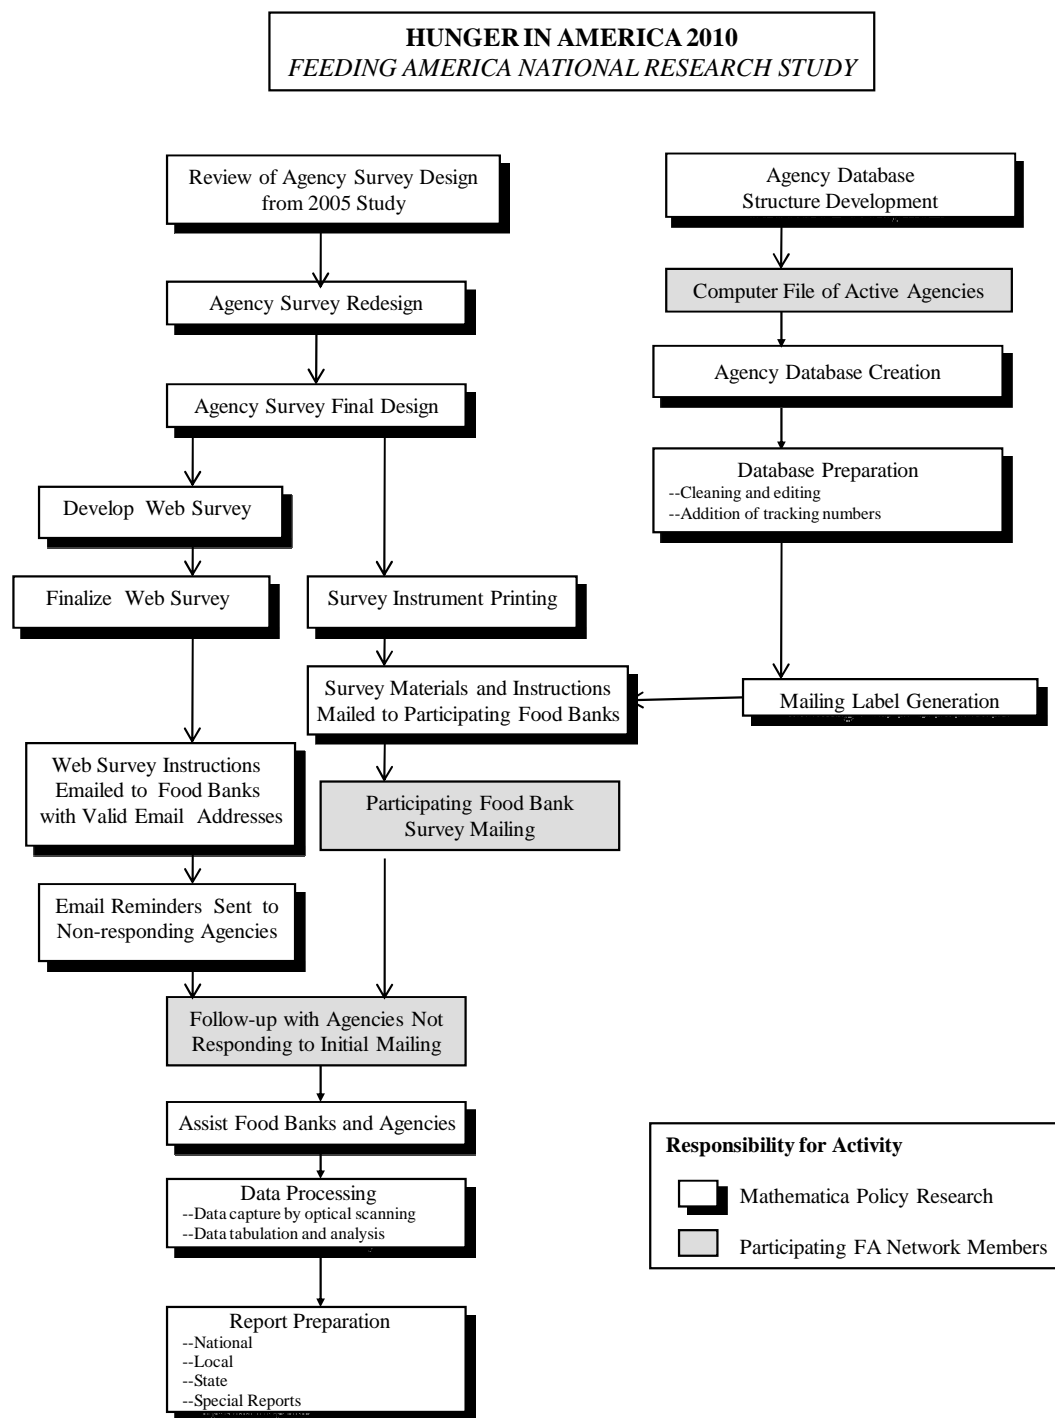 HUNGER IN AMERICA 2010
FEEDING AMERICA NATIONAL RESEARCH STUDY
Review of Agency Survey Design
from 2005 Study
Agency Database
Structure Development
Agency Survey Redesign
Computer File of Active Agencies
Agency Database Creation
Agency Survey Final Design
Database Preparation
--Cleaning and editing
--Addition of tracking numbers
Develop Web Survey
Finalize Web Survey
Survey Instrument Printing
Survey Materials and Instructions
Mailed to Participating Food Banks
Mailing Label Generation
Web Survey Instructions
Emailed to Food Banks
with Valid Email Addresses
Participating Food Bank
Survey Mailing
Email Reminders Sent to
Non-responding Agencies
Follow-up with Agencies Not
Responding to Initial Mailing
Assist Food Banks and Agencies
Data Processing
--Data capture by optical scanning
--Data tabulation and analysis
Report Preparation
--National
--Local
--State
--Special Reports
Responsibility for Activity
Mathematica Policy Research
Participating FA Network Members